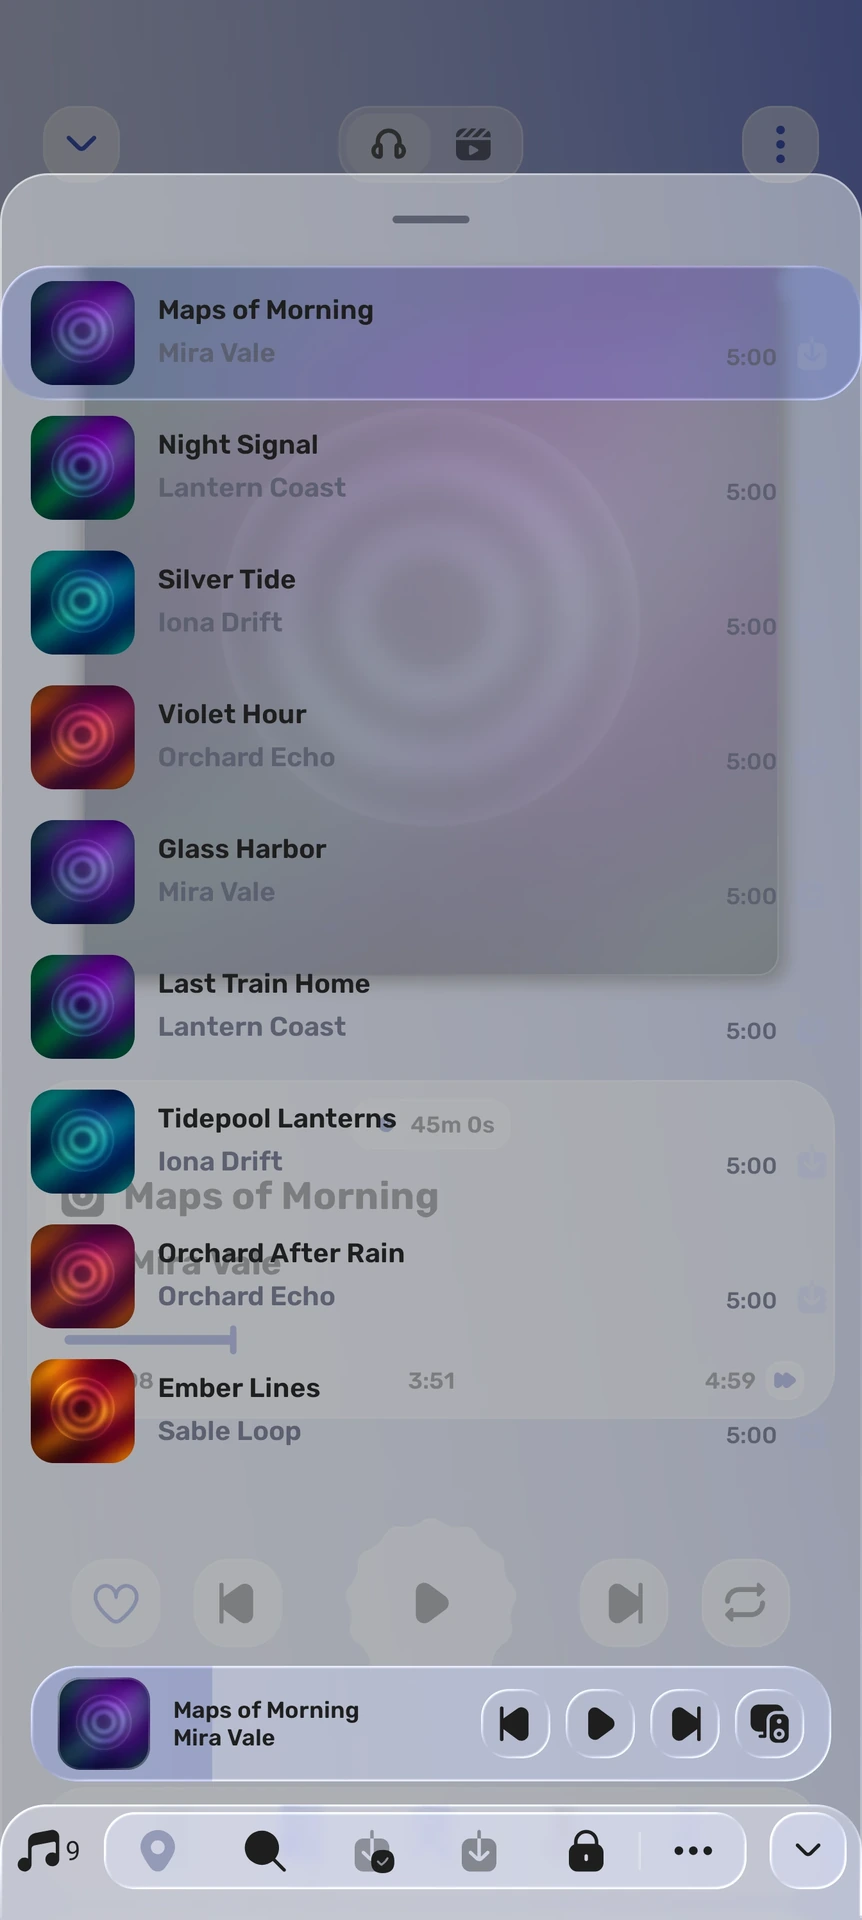 Maps of Morning
Mira Vale
5:00
Night Signal
Lantern Coast
5:00
Silver Tide
Iona Drift
5:00
Violet Hour
Orchard Echo
5:00
Glass Harbor
Mira Vale
5:00
Last Train Home
Lantern Coast
5:00
Tidepool Lanterns
45m 0s
Iona Drift
5:00
Maps of Morning
Orchard After Rain
Mira Vale
Orchard Echo
5:00
3:51
4:59
Ember Lines
Sable Loop
5:00
Maps of Morning
Mira Vale
9